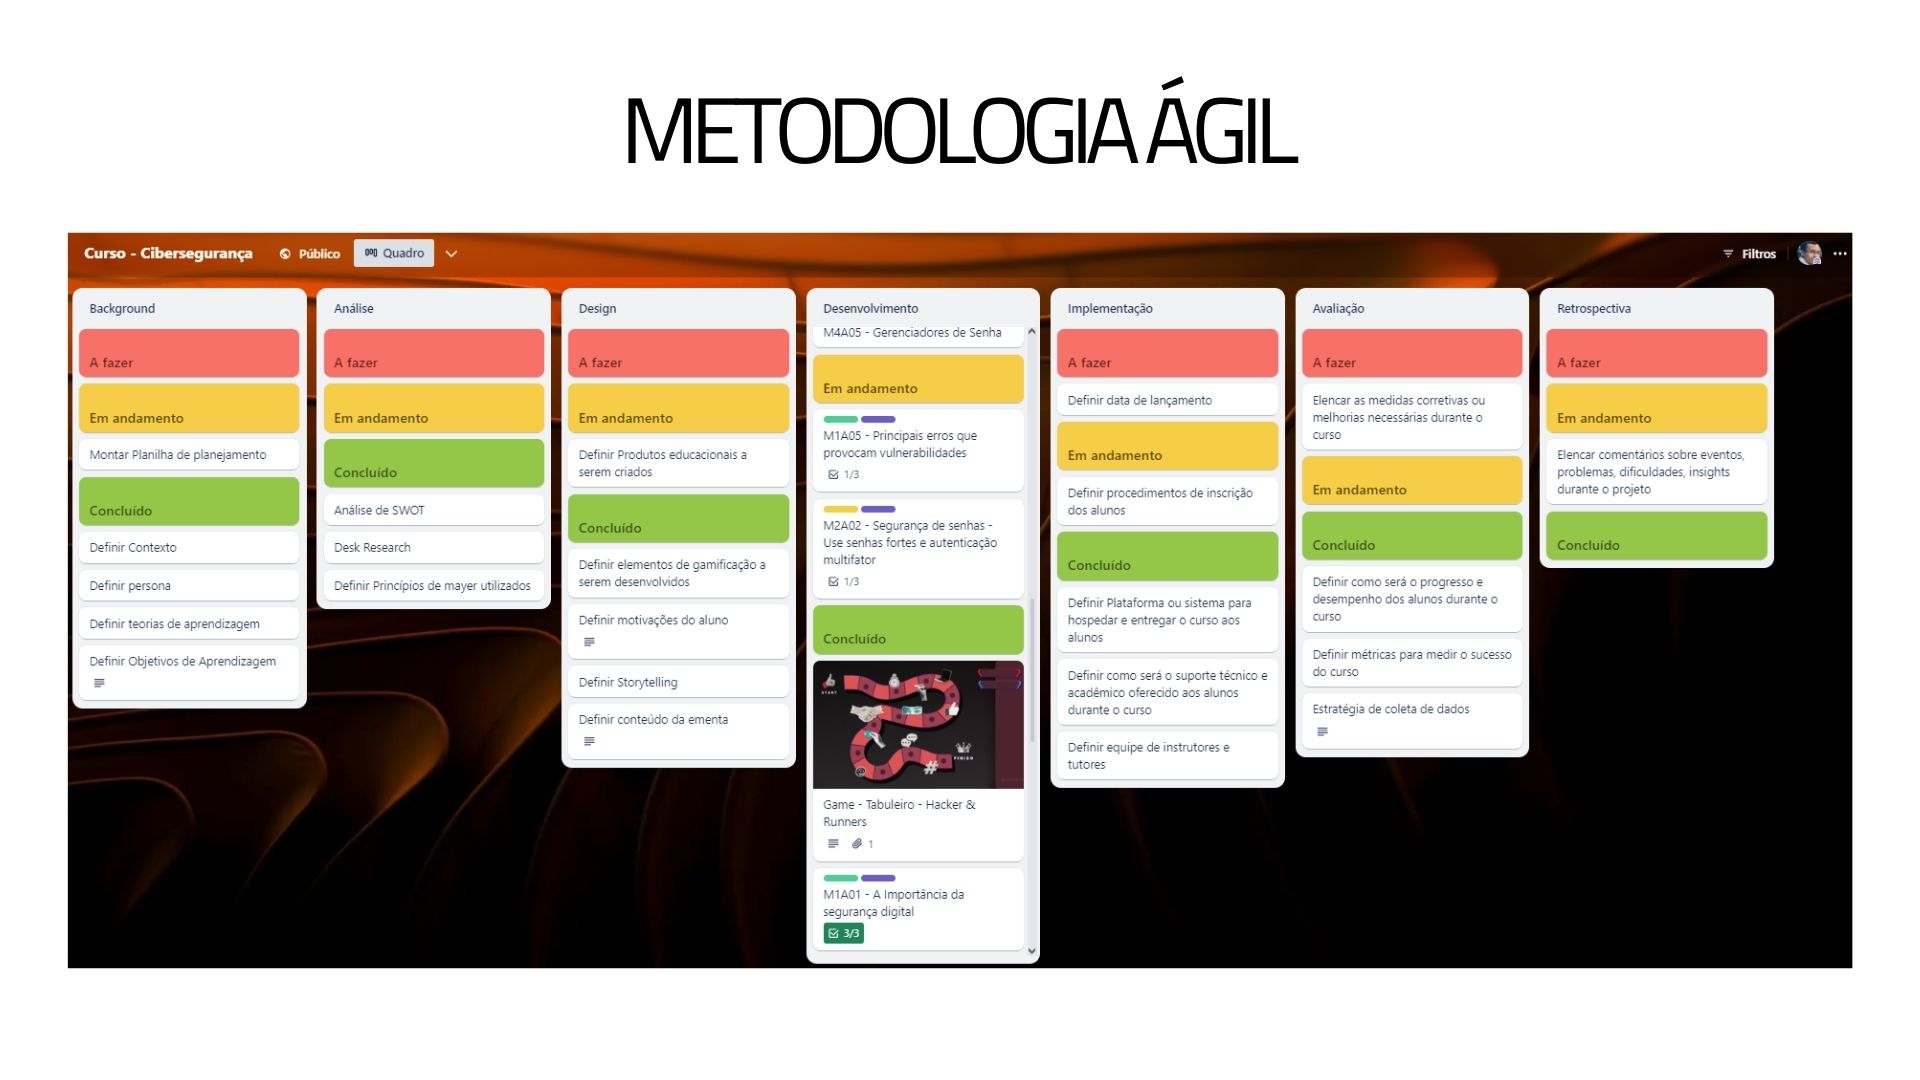 METODOLOGIA ÁGIL
Curso - Cibersegurança
Público
Quadro
Filtros
Background
A fazer
Em andamento
Montar Planilha de planejamento
Concluído
Definir Contexto
Definir persona
Definir teorias de aprendizagem
Definir Objetivos de Aprendizagem
Análise
A fazer
Em andamento
Concluído
Análise de SWOT
Desk Research
Definir Princípios de mayer utilizados
Design
A fazer
Em andamento
Definir Produtos educacionais a
serem criados
Concluído
Definir elementos de gamificação a
serem desenvolvidos
Definir motivações do aluno
Definir Storytelling
Definir conteúdo da ementa
Desenvolvimento
M4A05 - Gerenciadores de Senha
Em andamento
M1A05 - Principais erros que
provocam vulnerabilidades
1/3
M2A02 - Segurança de senhas -
Use senhas fortes e autenticação
multifator
1/3
Concluído
START
FINISH
Game - Tabuleiro - Hacker &
Runners
1
M1A01 - A Importância da
segurança digital
3/3
Implementação
A fazer
Definir data de lançamento
Em andamento
Definir procedimentos de inscrição
dos alunos
Concluído
Definir Plataforma ou sistema para
hospedar e entregar o curso aos
alunos
Definir como será o suporte técnico e
acadêmico oferecido aos alunos
durante o curso
Definir equipe de instrutores e
tutores
Avaliação
A fazer
Elencar as medidas corretivas ou
melhorias necessárias durante o
curso
Em andamento
Concluído
Definir como será o progresso e
desempenho dos alunos durante o
curso
Definir métricas para medir o sucesso
do curso
Estratégia de coleta de dados
Retrospectiva
A fazer
Em andamento
Elencar comentários sobre eventos,
problemas, dificuldades, insights
durante o projeto
Concluído